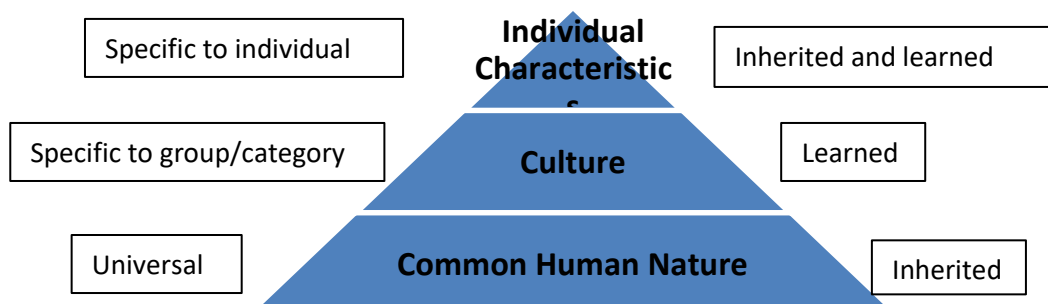 Specific to individual
Individual
Characteristic
s
Inherited and learned
Specific to group/category
Culture
Learned
Universal
Common Human Nature
Inherited